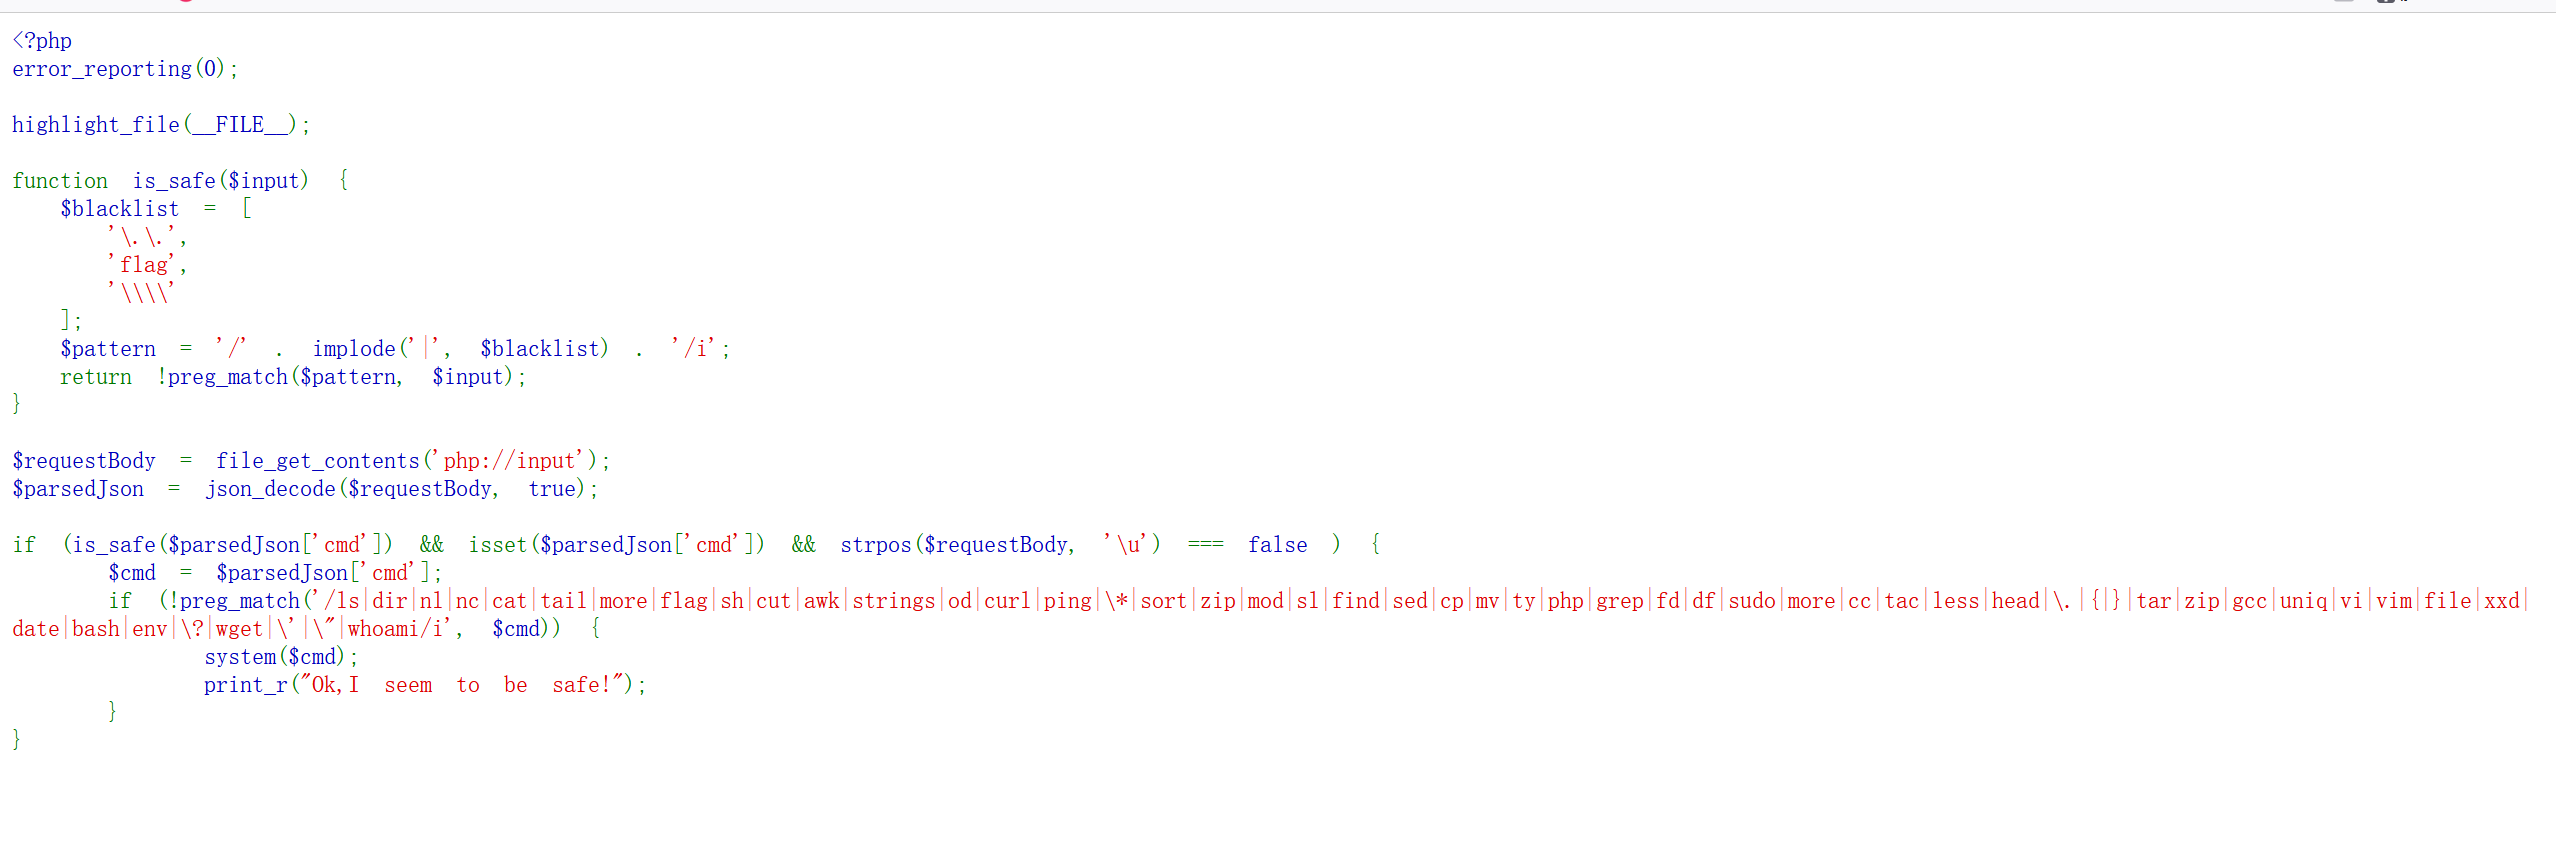 <?php
error_reporting(0);

highlight_file(__FILE__);

function is_safe($input) {
    $blacklist = [
        '\.\.',
        'flag',
        '\\\\'
    ];
    $pattern = '/' . implode('|', $blacklist) . '/i';
    return !preg_match($pattern, $input);
}

$requestBody = file_get_contents('php://input');
$parsedJson = json_decode($requestBody, true);

if (is_safe($parsedJson['cmd']) && isset($parsedJson['cmd']) && strpos($requestBody, '\u') === false ) {
        $cmd = $parsedJson['cmd'];
        if (!preg_match('/ls|dir|nl|nc|cat|tail|more|flag|sh|cut|awk|strings|od|curl|ping|\*|sort|zip|mod|sl|find|sed|cp|mv|ty|php|grep|fd|df|sudo|more|cc|tac|less|head|\.|{|}|tar|zip|gcc|uniq|vi|vim|file|xxd|
date|bash|env|\?|wget|\'|\"|whoami/i', $cmd)) {
                system($cmd);
                print_r("Ok,I seem to be safe!");
        }
}